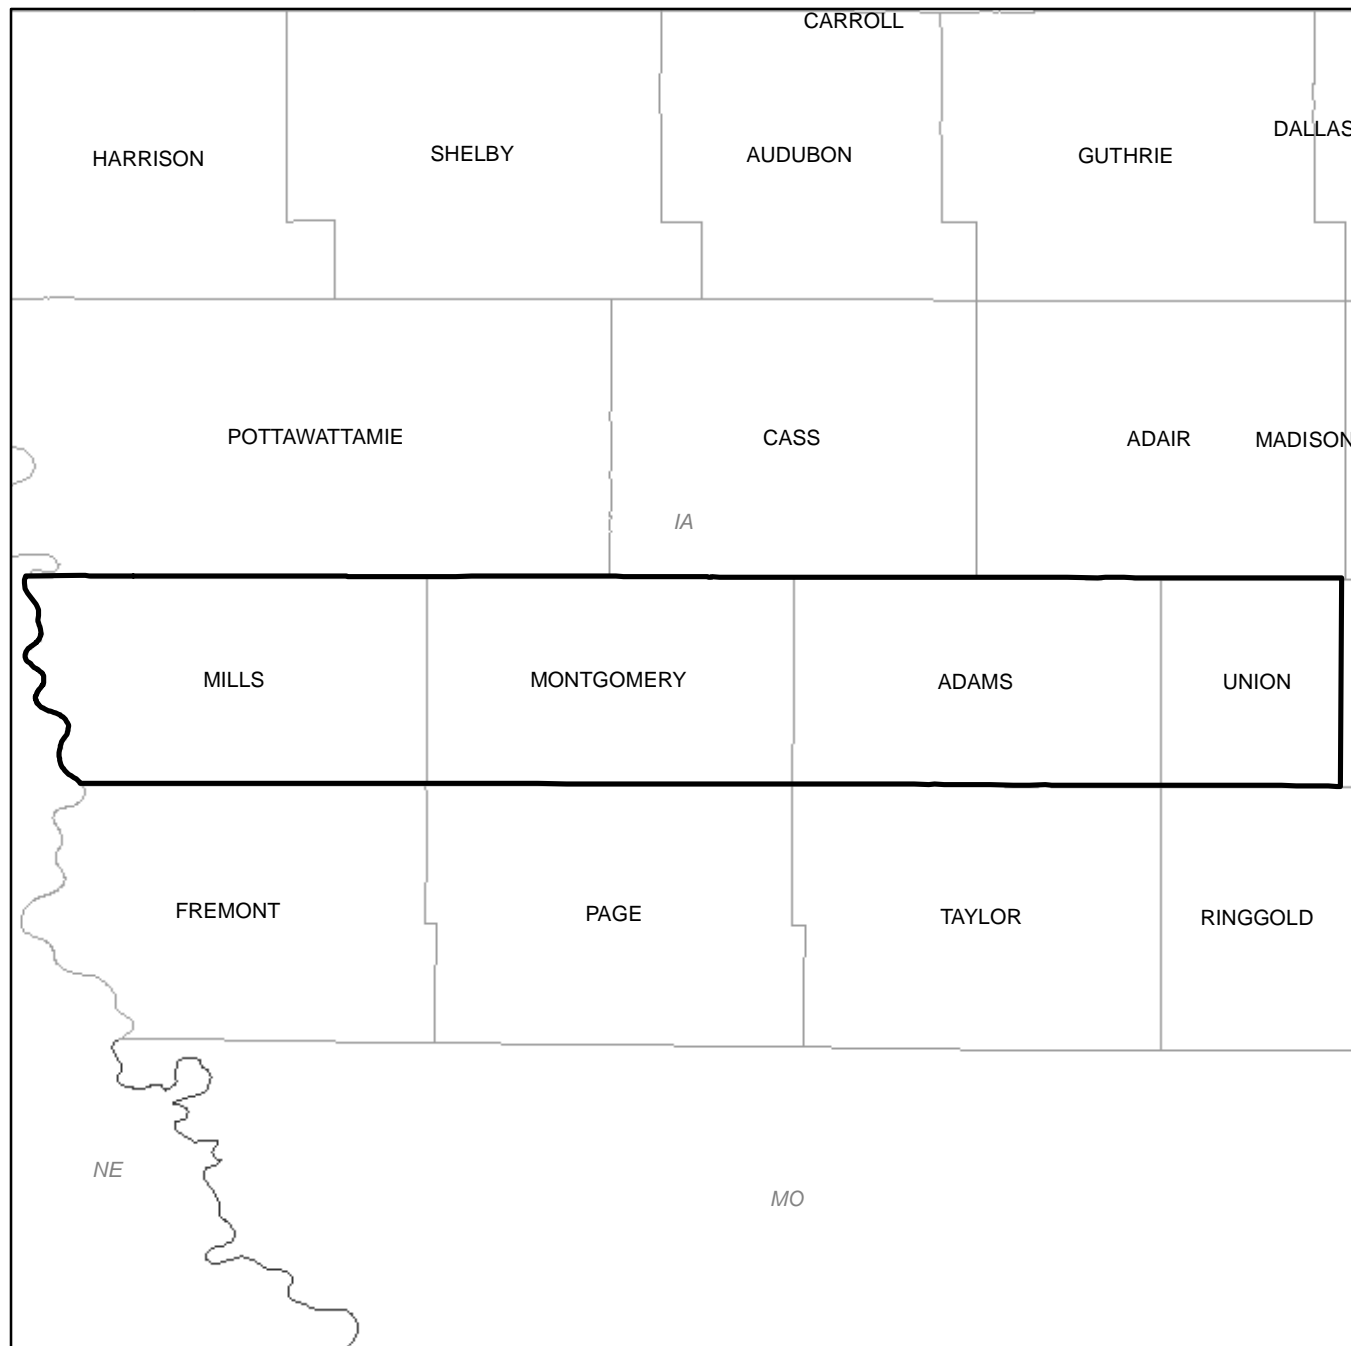 CARROLL
DALLAS
HARRISON
SHELBY
AUDUBON
GUTHRIE
POTTAWATTAMIE
CASS
ADAIR
MADISON
IA
MILLS
MONTGOMERY
ADAMS
UNION
FREMONT
PAGE
TAYLOR
RINGGOLD
NE
MO